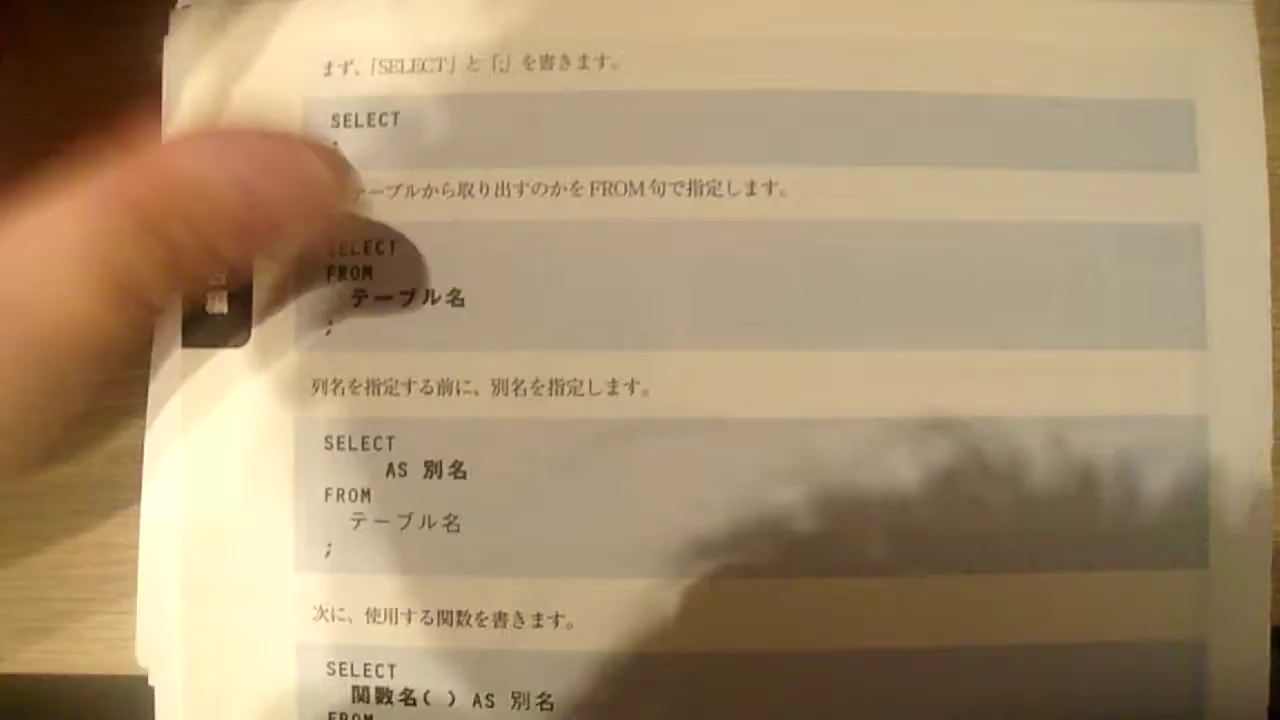 まず、「SELECT」と「;」を書きます。
SELECT
;
テーブルから取り出すのかをFROM句で指定します。
SELECT
FROM
テーブル名
;
列名を指定する前に、別名を指定します。
SELECT
AS 別名
FROM
テーブル名
;
次に、使用する関数を書きます。
SELECT
関数名( ) AS 別名
FROM